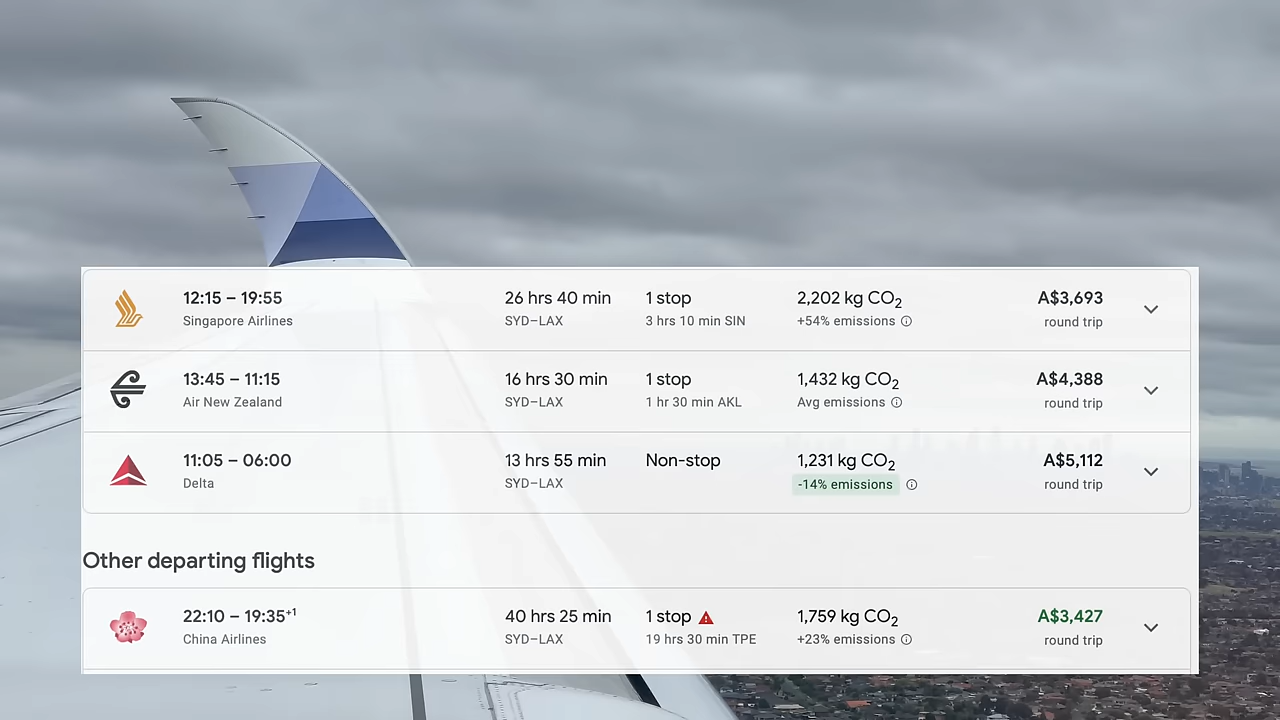 12:15 – 19:55 26 hrs 40 min 1 stop 2,202 kg CO2 A$3,693
Singapore Airlines SYD–LAX 3 hrs 10 min SIN +54% emissions round trip
13:45 – 11:15 16 hrs 30 min 1 stop 1,432 kg CO2 A$4,388
Air New Zealand SYD–LAX 1 hr 30 min AKL Avg emissions round trip
11:05 – 06:00 13 hrs 55 min Non-stop 1,231 kg CO2 A$5,112
Delta SYD–LAX -14% emissions round trip
Other departing flights
22:10 – 19:35+1 40 hrs 25 min 1 stop 1,759 kg CO2 A$3,427
China Airlines SYD–LAX 19 hrs 30 min TPE +23% emissions round trip